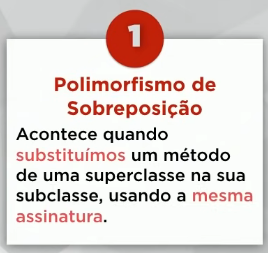 1
Polimorfismo de
Sobreposição
Acontece quando
substituímos um método
de uma superclasse na sua
subclasse, usando a mesma
assinatura.